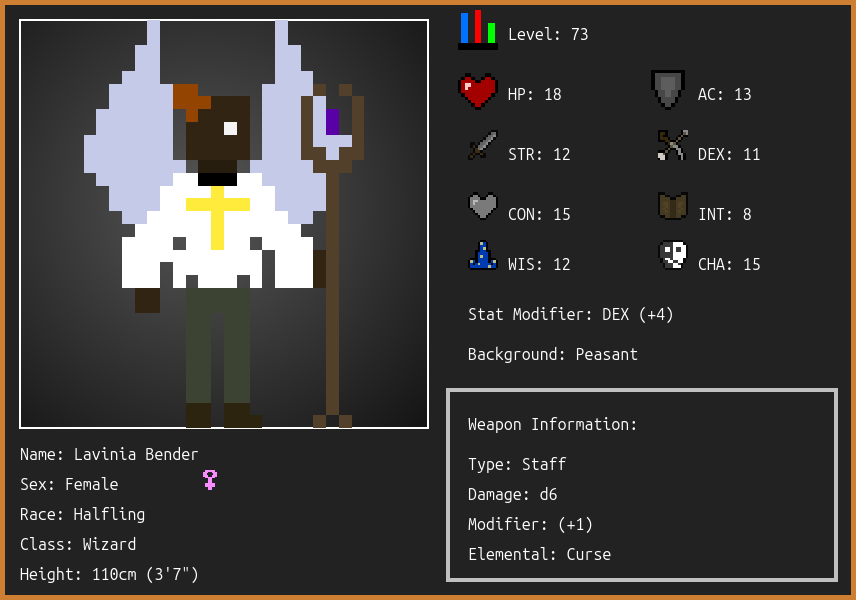 Level: 73
HP: 18
AC: 13
STR: 12
DEX: 11
CON: 15
INT: 8
WIS: 12
CHA: 15
Stat Modifier: DEX (+4)
Background: Peasant
Weapon Information:
Type: Staff
Damage: d6
Modifier: (+1)
Elemental: Curse
Name: Lavinia Bender
Sex: Female
Race: Halfling
Class: Wizard
Height: 110cm (3'7")